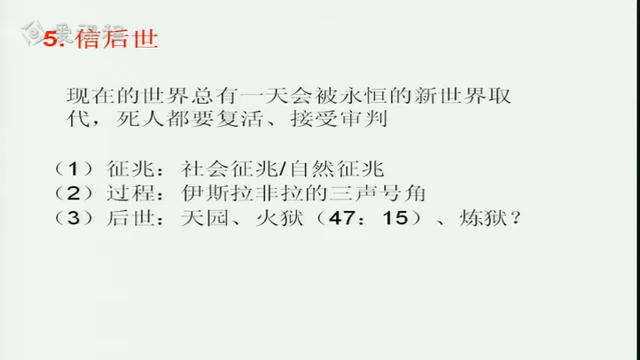 爱课程
5. 信后世
现在的世界总有一天会被永恒的新世界取
代，死人都要复活、接受审判
（1）征兆：社会征兆/自然征兆
（2）过程：伊斯拉非拉的三声号角
（3）后世：天园、火狱（47：15）、炼狱？